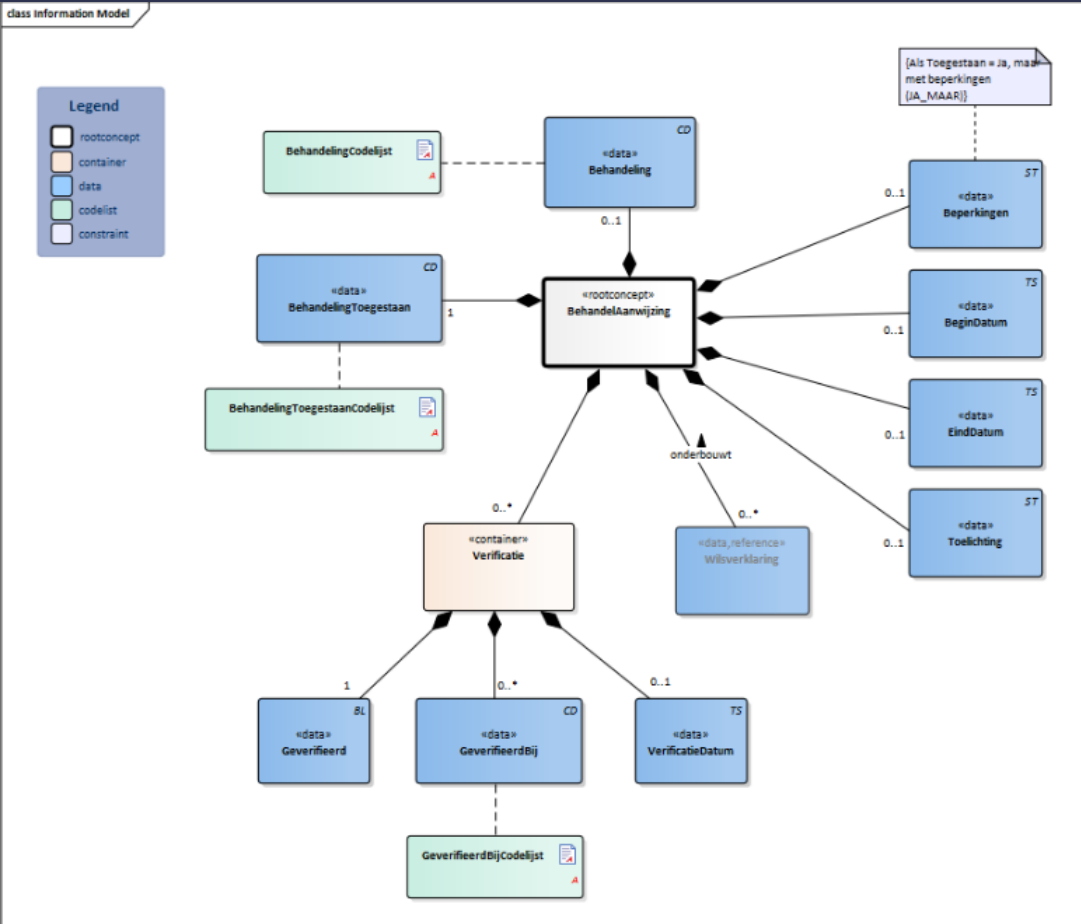 class Information Model
{Als Toegestaan = Ja, maar
met beperkingen
(JA_MAAR)}
Legend
rootconcept
container
data
codelist
constraint
BehandelingCodelijst
A
CD
«data»
Behandeling
0..1
ST
«data»
Beperkingen
0..1
CD
«data»
BehandelingToegestaan
1
«rootconcept»
BehandelAanwijzing
TS
«data»
BeginDatum
0..1
BehandelingToegestaanCodelijst
A
TS
«data»
EindDatum
0..1
onderbouwt
0..*
0..*
ST
«data»
Toelichting
0..1
«container»
Verificatie
«data,reference»
Wilsverklaring
1
0..*
0..1
BL
«data»
Geverifieerd
CD
«data»
GeverifieerdBij
TS
«data»
VerificatieDatum
GeverifieerdBijCodelijst
A